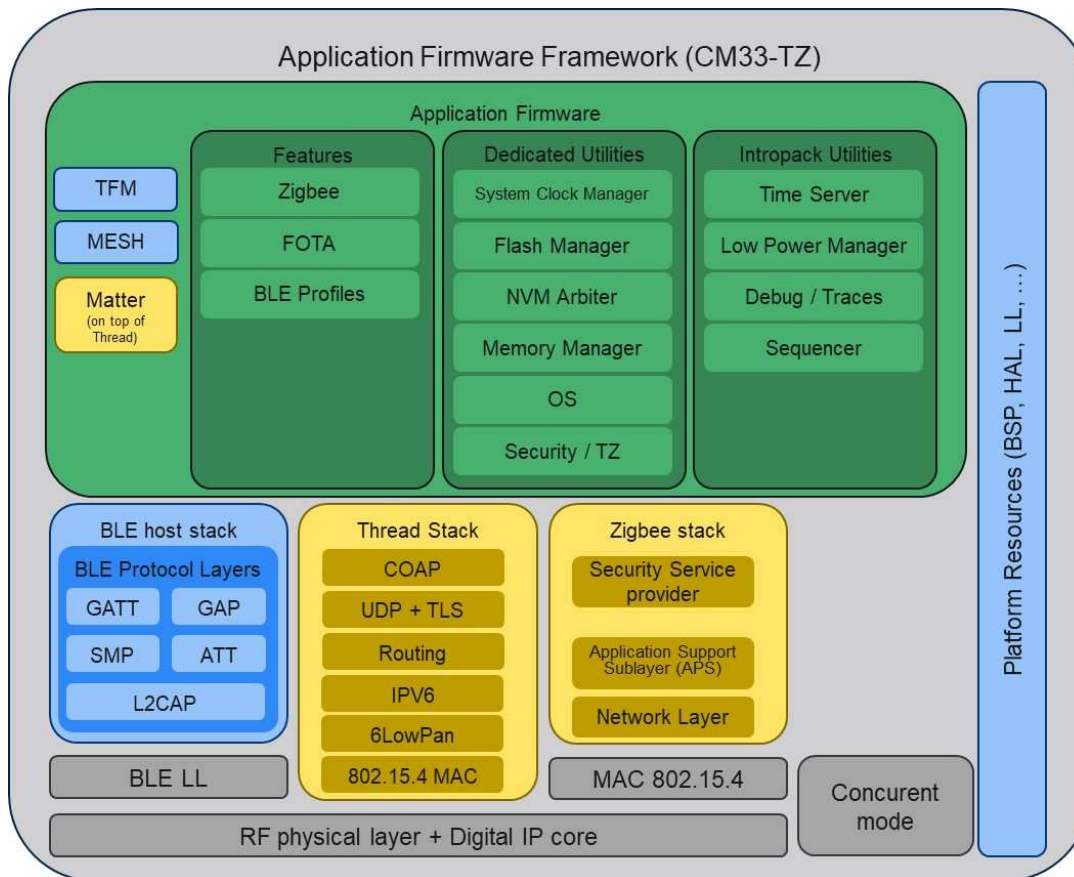 Application Firmware Framework (CM33-TZ)
Application Firmware
TFM
MESH
Matter
(on top of
Thread)
Features
Zigbee
FOTA
BLE Profiles
Dedicated Utilities
System Clock Manager
Flash Manager
NVM Arbiter
Memory Manager
OS
Security / TZ
Intropack Utilities
Time Server
Low Power Manager
Debug / Traces
Sequencer
BLE host stack
BLE Protocol Layers
GATT
GAP
SMP
ATT
L2CAP
Thread Stack
COAP
UDP + TLS
Routing
IPV6
6LowPan
802.15.4 MAC
Zigbee stack
Security Service
provider
Application Support
Sublayer (APS)
Network Layer
BLE LL
MAC 802.15.4
RF physical layer + Digital IP core
Concurent
mode
Platform Resources (BSP, HAL, LL, …)